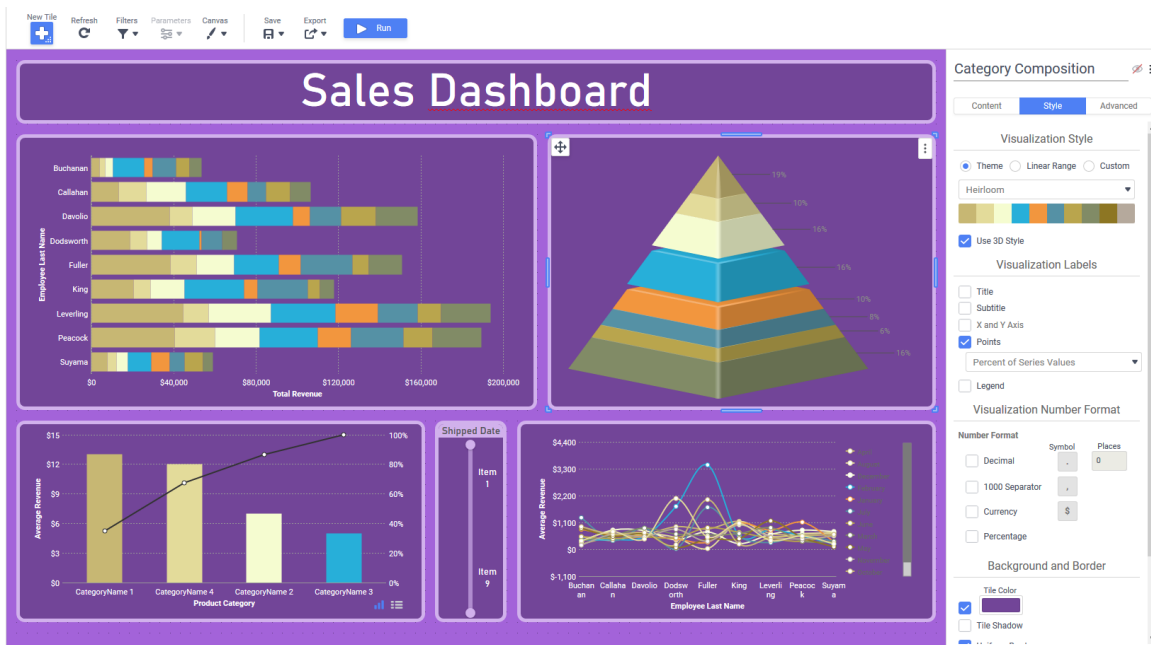 New Tile Refresh Filters Parameters Canvas Save Export
Run
Sales Dashboard
Buchanan
Callahan
Davolio
Dodsworth
Fuller
King
Leverling
Peacock
Suyama
Employee Last Name
$0 $40,000 $80,000 $120,000 $160,000 $200,000
Total Revenue
19%
10%
16%
16%
10%
8%
6%
16%
$15 100%
$12 80%
$9 60%
$6 40%
$3 20%
$0 0%
Average Revenue
CategoryName 1 CategoryName 4 CategoryName 2 CategoryName 3
Product Category
Shipped Date
Item
1
Item
9
$4,400
$3,300
$2,200
$1,100
$0
$-1,100
Average Revenue
Buchan Callaha Davolio Dodsw Fuller King Leverli Peacoc Suyam
an n orth ng k a
Employee Last Name
Category Composition
Content Style Advanced
Visualization Style
Theme Linear Range Custom
Heirloom
Use 3D Style
Visualization Labels
Title
Subtitle
X and Y Axis
Points
Percent of Series Values
Legend
Visualization Number Format
Number Format
Symbol Places
Decimal . 0
1000 Separator ,
Currency $
Percentage
Background and Border
Tile Color
Tile Shadow